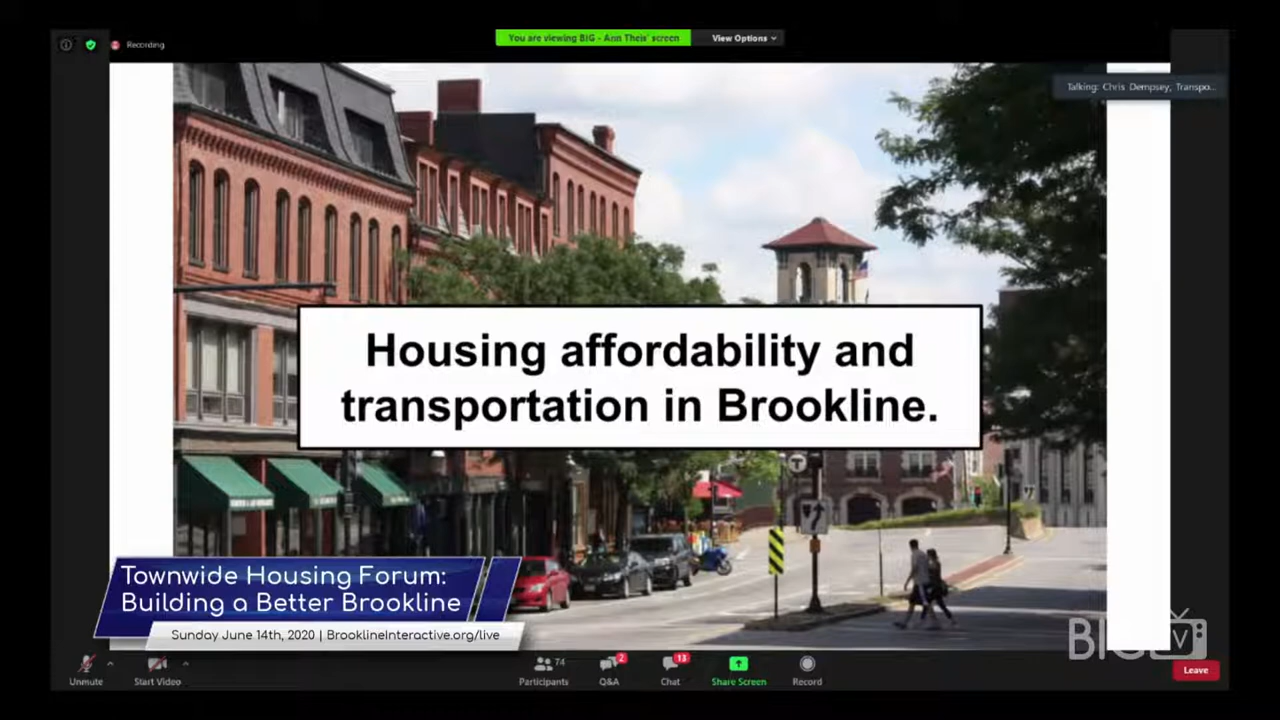 Recording
You are viewing BIG - Ann Theis' screen
View Options
Talking: Chris Dempsey, Transpo...
Housing affordability and
transportation in Brookline.
T
Townwide Housing Forum:
Building a Better Brookline
Sunday June 14th, 2020 | BrooklineInteractive.org/live
BIG TV
Unmute
Start Video
74
Participants
2
Q&A
13
Chat
Share Screen
Record
Leave